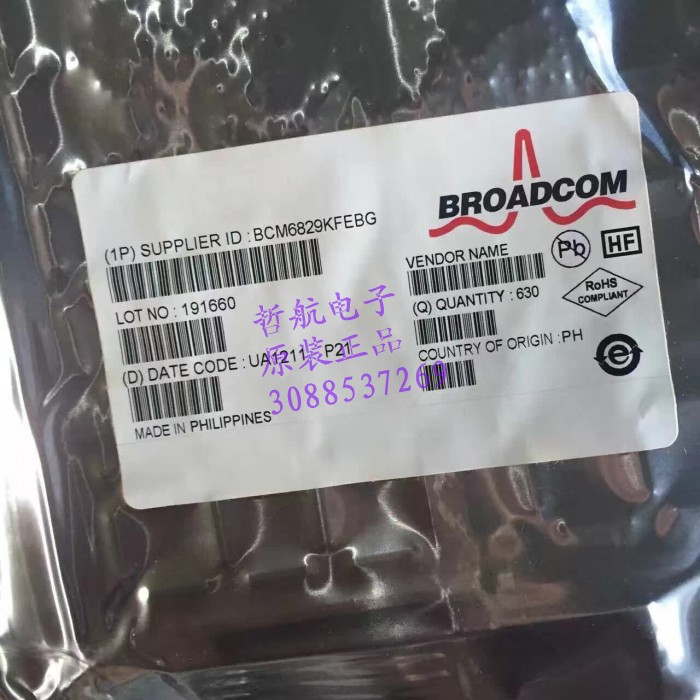 BROADCOM
(1P) SUPPLIER ID : BCM6829KFEBG
VENDOR NAME
Pb
HF
LOT NO : 191660
(Q) QUANTITY : 630
RoHS
COMPLIANT
(D) DATE CODE : UA1211 P21
COUNTRY OF ORIGIN : PH
e
MADE IN PHILIPPINES
哲航电子
原装正品
3088537269